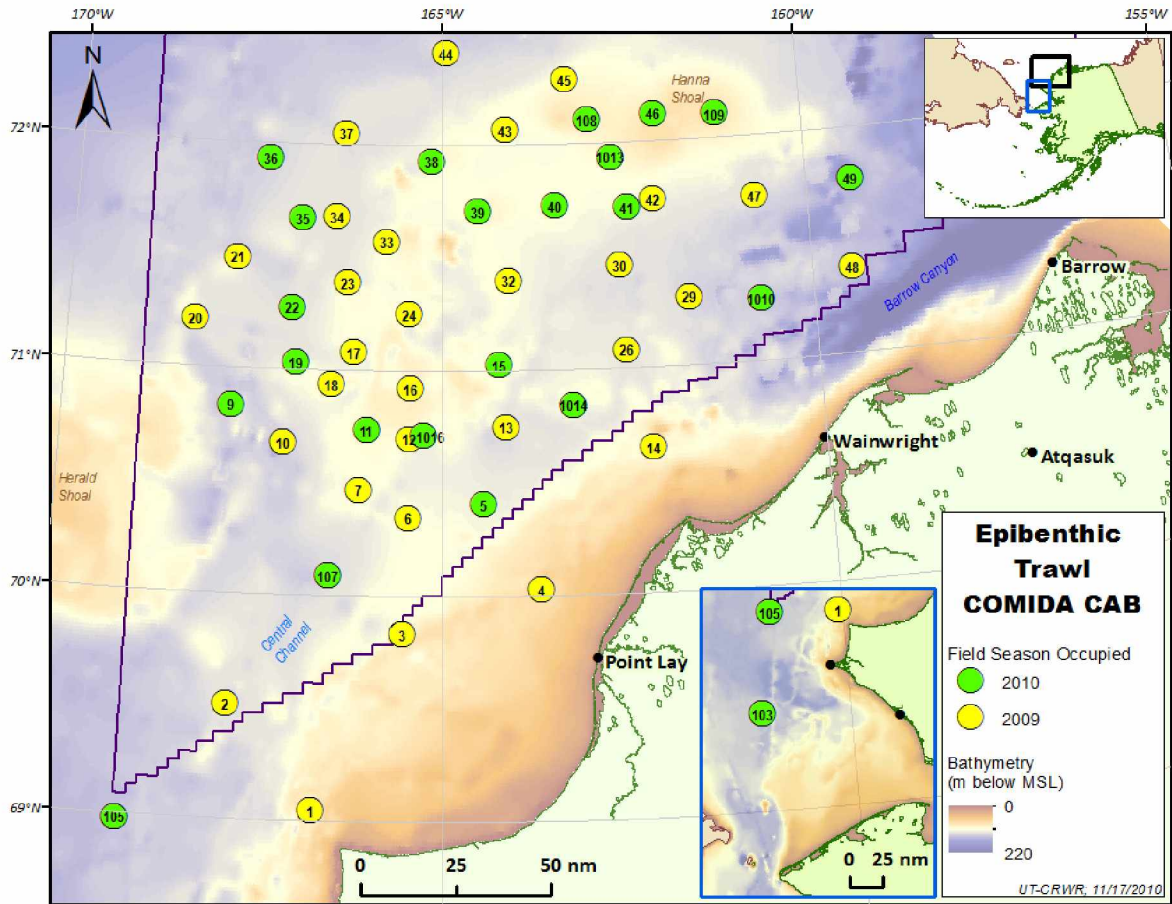 170°W
165°W
160°W
155°W
N
72°N
71°N
70°N
69°N
44
45
Hanna
Shoal
108
46
109
37
43
36
38
1013
49
35
34
39
40
41
42
47
33
21
30
48
23
32
22
29
1010
Barrow Canyon
Barrow
20
24
17
26
19
15
18
16
9
1014
11
12
1016
13
10
14
Wainwright
Atqasuk
Herald
Shoal
7
5
6
107
4
Central
Channel
3
Point Lay
2
105
1
0
25
50 nm
105
1
103
0
25 nm
Epibenthic
Trawl
COMIDA CAB
Field Season Occupied
2010
2009
Bathymetry
(m below MSL)
0
220
UT-CRWR; 11/17/2010